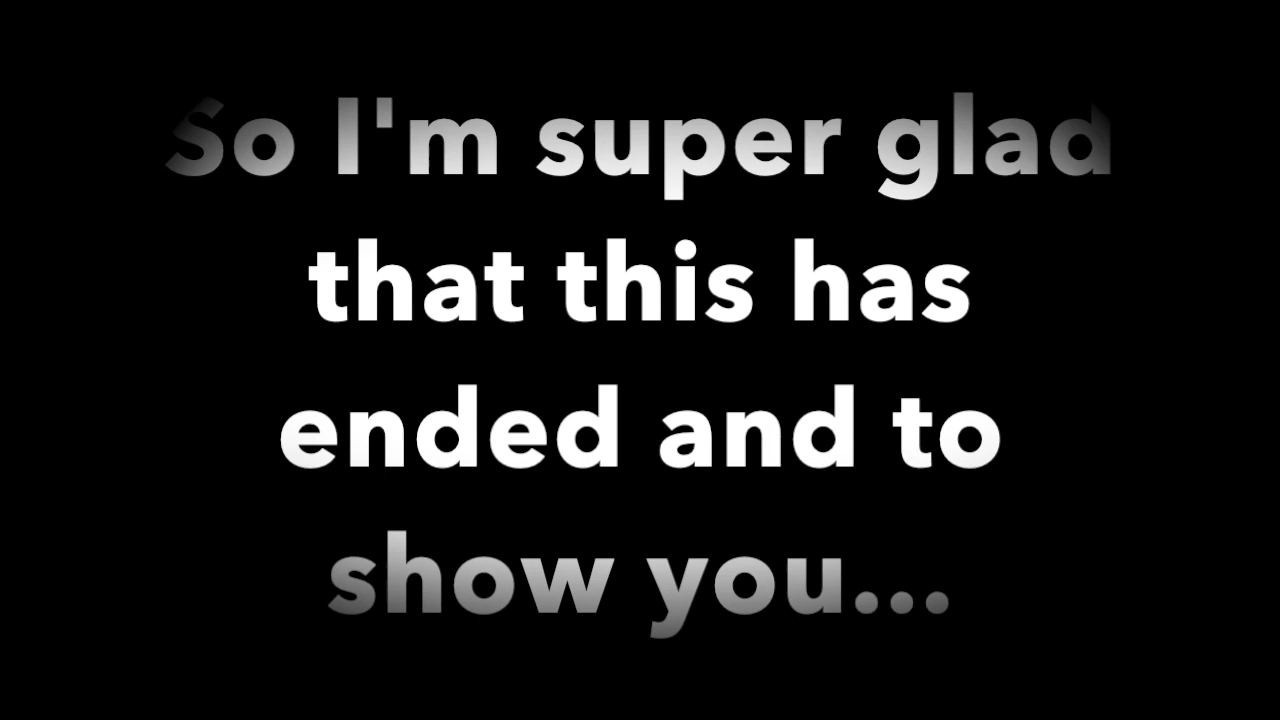 So I'm super glad
that this has
ended and to
show you...